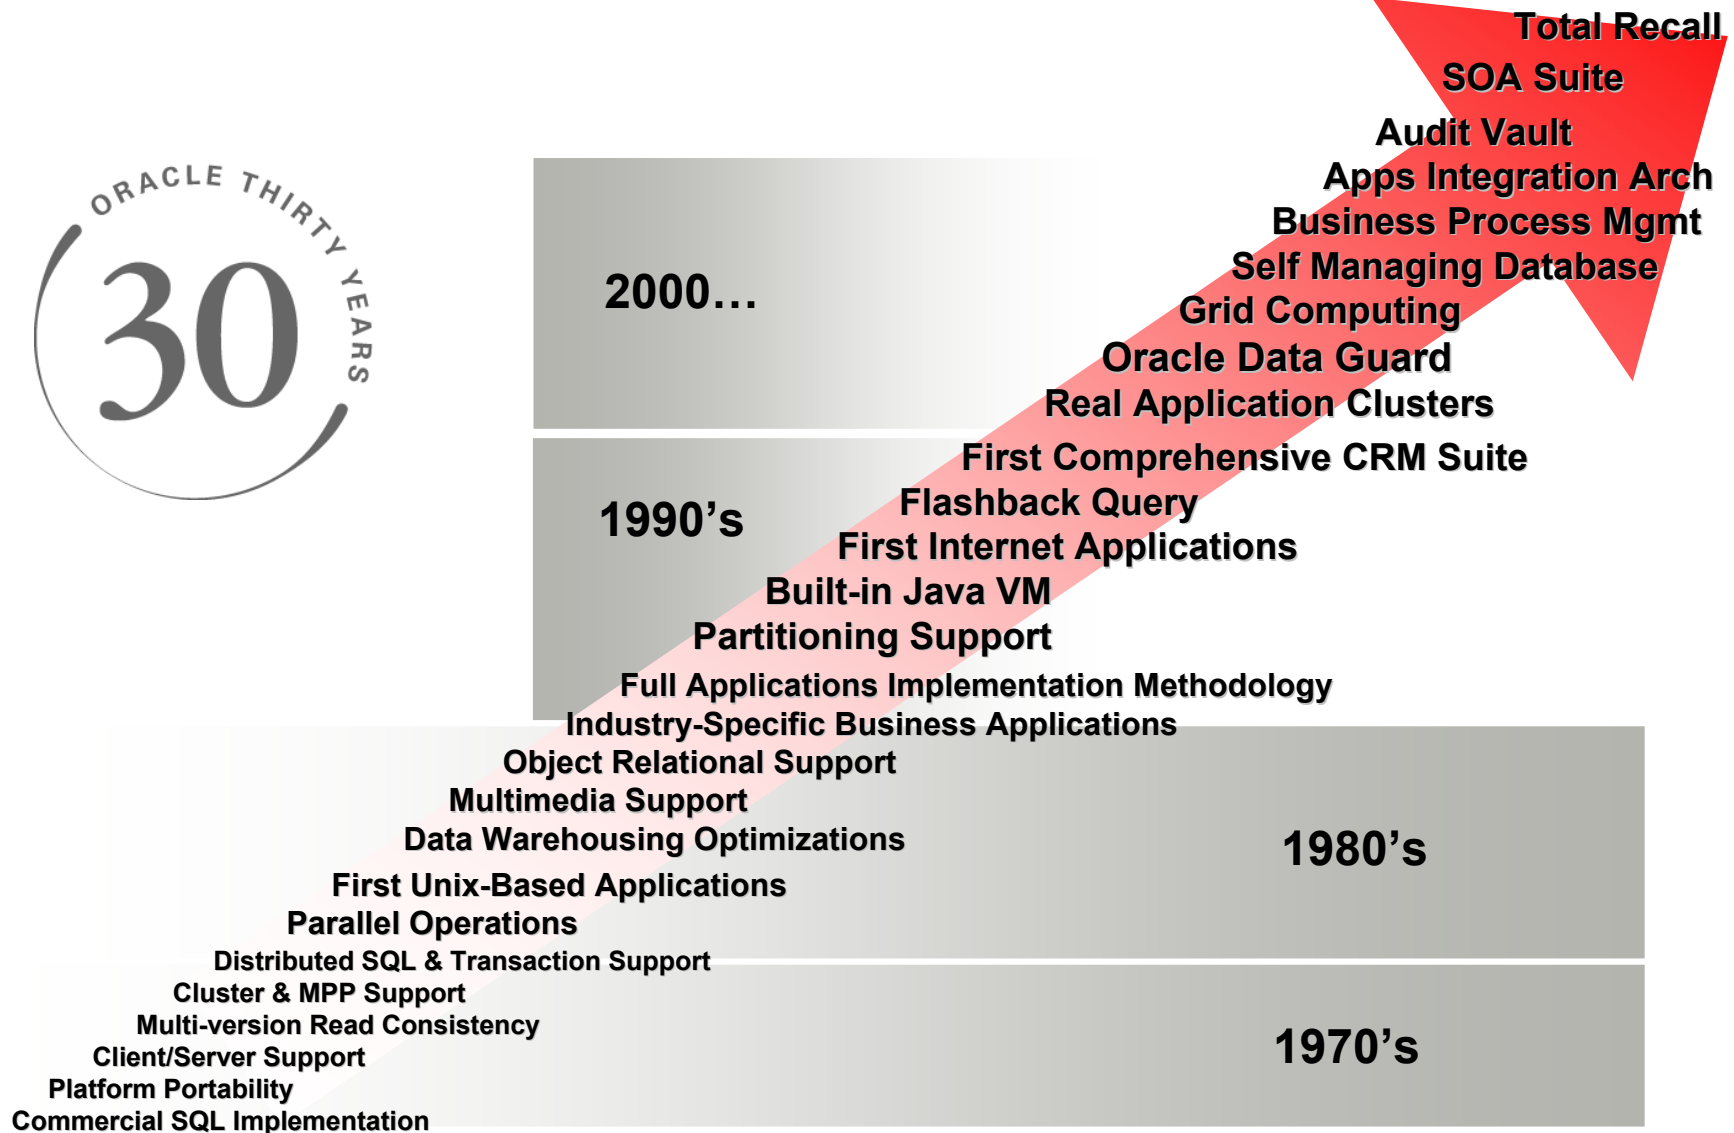 Total Recall
SOA Suite
Audit Vault
Apps Integration Arch
Business Process Mgmt
Self Managing Database
Grid Computing
Oracle Data Guard
Real Application Clusters
First Comprehensive CRM Suite
Flashback Query
First Internet Applications
Built-in Java VM
Partitioning Support
Full Applications Implementation Methodology
Industry-Specific Business Applications
Object Relational Support
Multimedia Support
Data Warehousing Optimizations
First Unix-Based Applications
Parallel Operations
Distributed SQL & Transaction Support
Cluster & MPP Support
Multi-version Read Consistency
Client/Server Support
Platform Portability
Commercial SQL Implementation
ORACLE THIRTY YEARS
30
2000…
1990’s
1980’s
1970’s